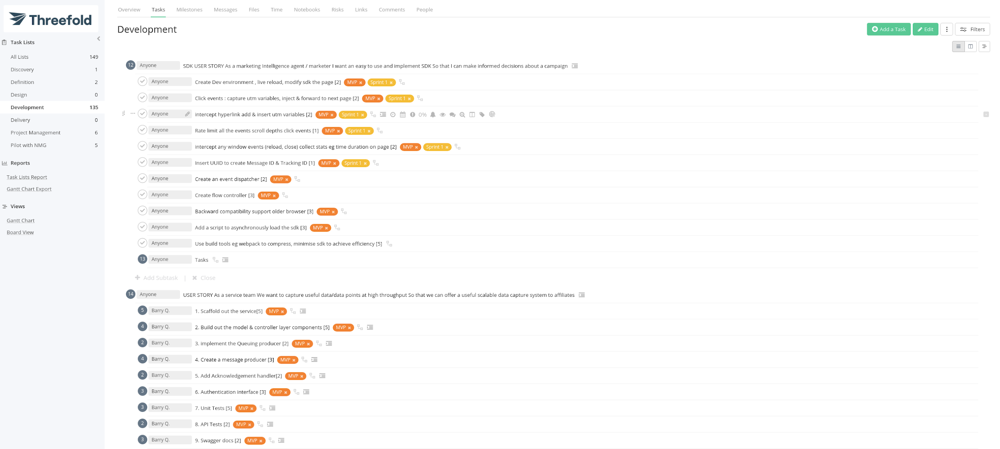 Threefold
Task Lists
All Lists 149
Discovery 1
Definition 2
Design 0
Development 135
Delivery 0
Project Management 6
Pilot with NMG 5
Reports
Task Lists Report
Gantt Chart Export
Views
Gantt Chart
Board View
Overview Tasks Milestones Messages Files Time Notebooks Risks Links Comments People
Development
Add a Task Edit Filters
12 Anyone SDK USER STORY As a marketing Intelligence agent / marketer I want an easy to use and implement SDK So that I can make informed decisions about a campaign
Anyone Create Dev environment , live reload, modify sdk the page [2] MVP × Sprint 1 ×
Anyone Click events : capture utm variables, inject & forward to next page [2] MVP × Sprint 1 ×
Anyone intercept hyperlink add & insert utm variables [2] MVP × Sprint 1 × 0%
Anyone Rate limit all the events scroll depths click events [1] MVP × Sprint 1 ×
Anyone intercept any window events (reload, close) collect stats eg time duration on page [2] MVP × Sprint 1 ×
Anyone Insert UUID to create Message ID & Tracking ID [1] MVP × Sprint 1 ×
Anyone Create an event dispatcher [2] MVP ×
Anyone Create flow controller [3] MVP ×
Anyone Backward compatibility support older browser [3] MVP ×
Anyone Add a script to asynchronously load the sdk [3] MVP ×
Anyone Use build tools eg webpack to compress, minimise sdk to achieve efficiency [5]
13 Anyone Tasks
Add Subtask | Close
14 Anyone USER STORY As a service team We want to capture useful data/data points at high throughput So that we can offer a useful scalable data capture system to affiliates
5 Barry Q. 1. Scaffold out the service[5] MVP ×
4 Barry Q. 2. Build out the model & controller layer components [5] MVP ×
2 Barry Q. 3. implement the Queuing producer [2] MVP ×
4 Barry Q. 4. Create a message producer [3] MVP ×
2 Barry Q. 5. Add Acknowledgement handler[2] MVP ×
3 Barry Q. 6. Authentication interface [3] MVP ×
3 Barry Q. 7. Unit Tests [5] MVP ×
2 Barry Q. 8. API Tests [2] MVP ×
3 Barry Q. 9. Swagger docs [2] MVP ×